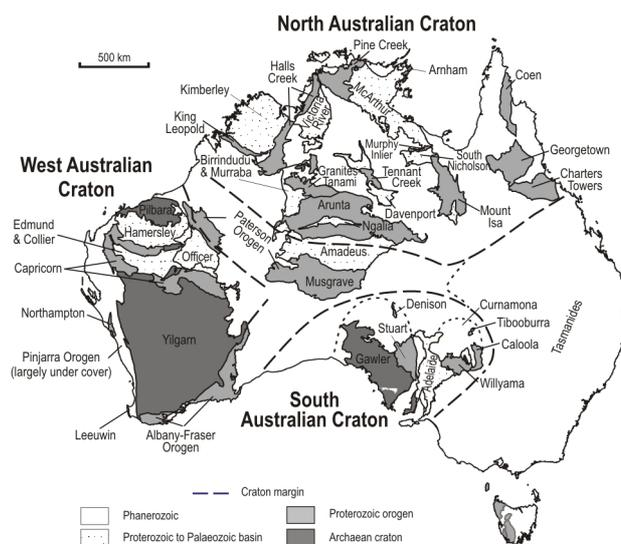 North Australian Craton
500 km
Pine Creek
Halls
Creek
Arnham
Coen
Kimberley
McArthur
Victoria
River
King
Leopold
Murphy
Inlier
South
Nicholson
Georgetown
West Australian
Craton
Birrindudu
& Murraba
Granites
Tanami
Tennant
Creek
Charters
Towers
Pilbara
Arunta
Davenport
Mount
Isa
Hamersley
Edmund
& Collier
Paterson
Orogen
Ngalia
Officer
Amadeus
Capricorn
Musgrave
Denison
Curnamona
Tibooburra
Northampton
Stuart
Caloola
Tasmanides
Yilgarn
Pinjarra Orogen
(largely under cover)
Gawler
Adelaide
Willyama
South
Australian Craton
Leeuwin
Albany-Fraser
Orogen
Craton margin
Phanerozoic
Proterozoic orogen
Proterozoic to Palaeozoic basin
Archaean craton